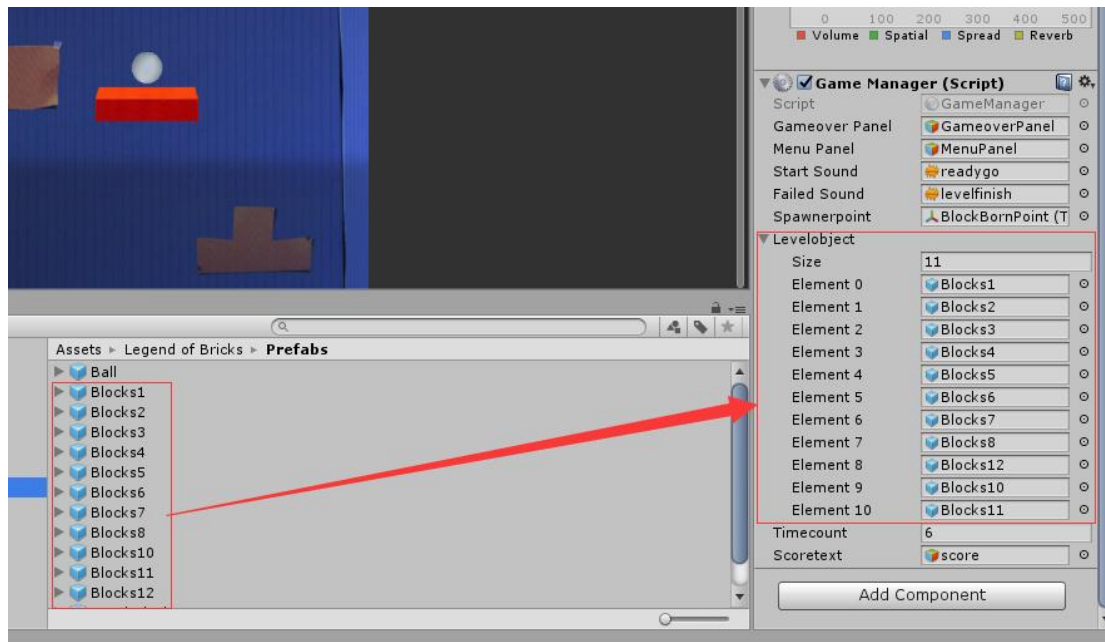 0 100 200 300 400 500
Volume Spatial Spread Reverb
Game Manager (Script)
Script GameManager
Gameover Panel GameoverPanel
Menu Panel MenuPanel
Start Sound readygo
Failed Sound levelfinish
Spawnerpoint BlockBornPoint (T
Levelobject
Size 11
Element 0 Blocks1
Element 1 Blocks2
Element 2 Blocks3
Element 3 Blocks4
Element 4 Blocks5
Element 5 Blocks6
Element 6 Blocks7
Element 7 Blocks8
Element 8 Blocks12
Element 9 Blocks10
Element 10 Blocks11
Timecount 6
Scoretext score
Add Component
Assets Legend of Bricks Prefabs
Ball
Blocks1
Blocks2
Blocks3
Blocks4
Blocks5
Blocks6
Blocks7
Blocks8
Blocks10
Blocks11
Blocks12